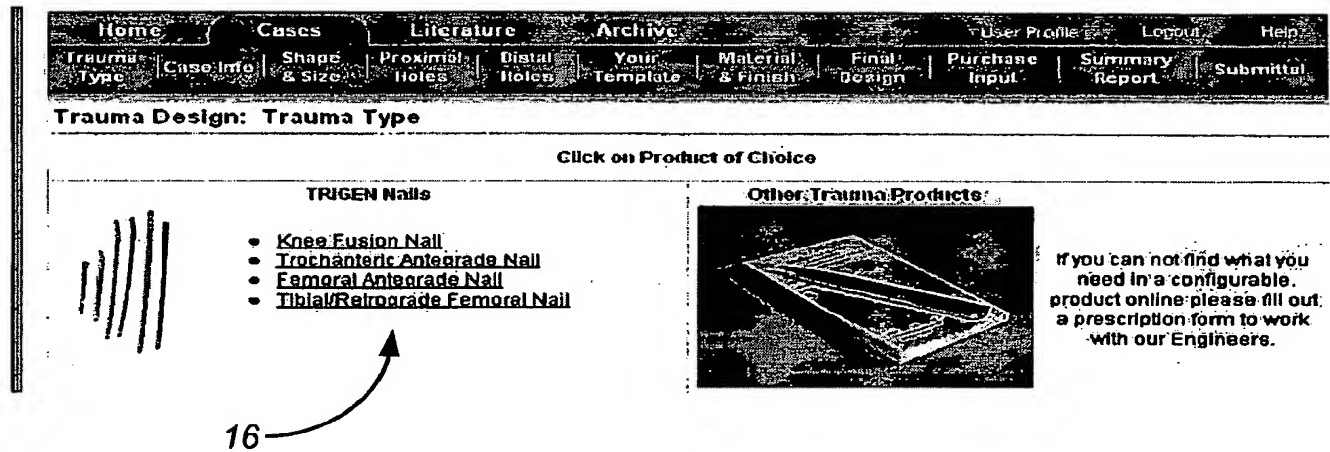 Home Cases Literature Archive User Profile Logout Help
Trauma Type Case Info Shape & Size Proximal Holes Distal Holes Your Template Material & Finish Final Design Purchase Input Summary Report Submittal
Trauma Design: Trauma Type
Click on Product of Choice
TRIGEN Nails
• Knee Fusion Nail
• Trochanteric Antegrade Nail
• Femoral Antegrade Nail
• Tibial/Retrograde Femoral Nail
Other Trauma Products
If you can not find what you
need in a configurable
product online please fill out
a prescription form to work
with our Engineers.
16